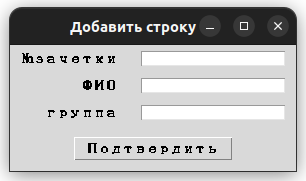 Добавить строку
№зачетки
ФИО
группа
Подтвердить